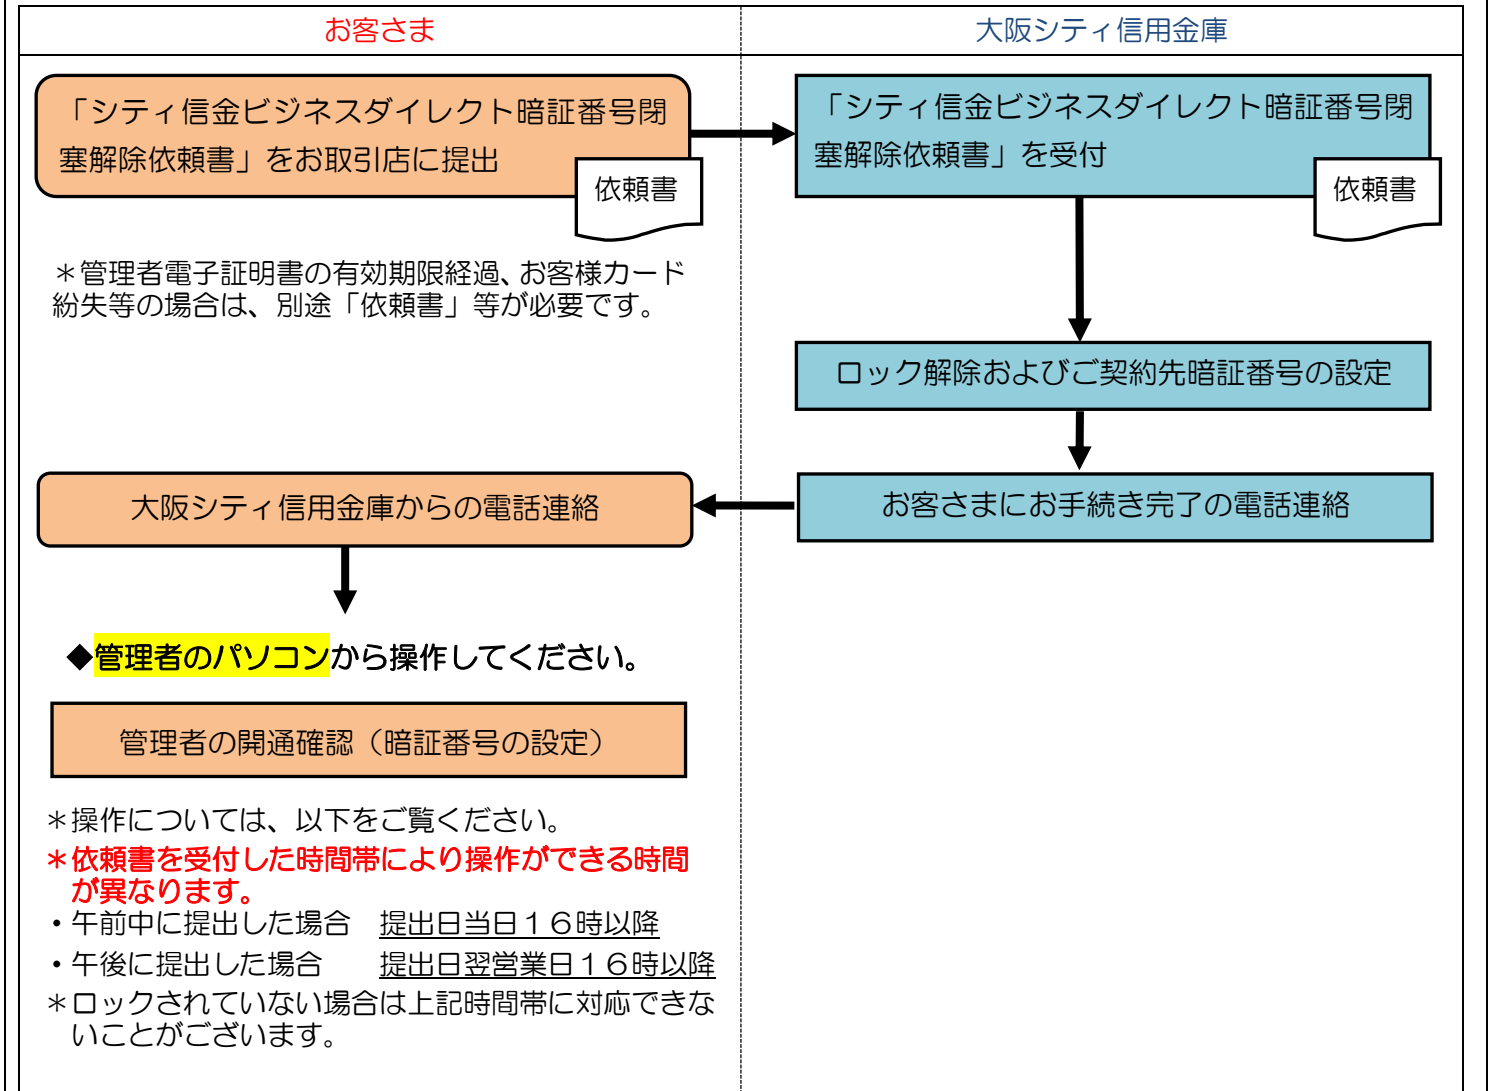 お客さま
大阪シティ信用金庫
「シティ信金ビジネスダイレクト暗証番号閉
塞解除依頼書」をお取引店に提出
依頼書
「シティ信金ビジネスダイレクト暗証番号閉
塞解除依頼書」を受付
依頼書
＊管理者電子証明書の有効期限経過、お客様カード
紛失等の場合は、別途「依頼書」等が必要です。
ロック解除およびご契約先暗証番号の設定
大阪シティ信用金庫からの電話連絡
お客さまにお手続き完了の電話連絡
◆管理者のパソコンから操作してください。
管理者の開通確認（暗証番号の設定）
＊操作については、以下をご覧ください。
＊依頼書を受付した時間帯により操作ができる時間
が異なります。
・午前中に提出した場合　提出日当日１６時以降
・午後に提出した場合　　提出日翌営業日１６時以降
＊ロックされていない場合は上記時間帯に対応できな
いことがございます。